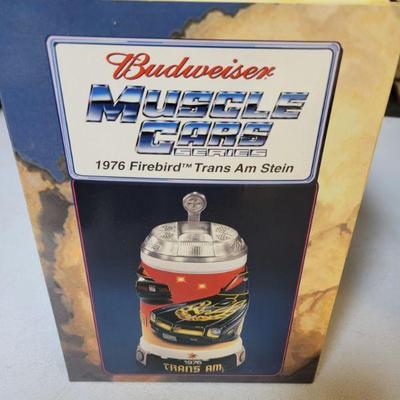 Budweiser
MUSCLE
CARS
SERIES
1976 Firebird™ Trans Am Stein
1976
TRANS AM